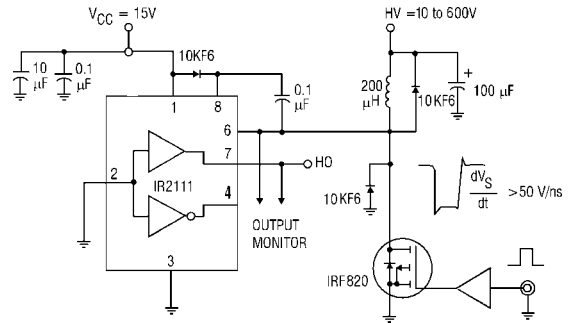 V_CC = 15V
HV = 10 to 600V
10KF6
10 µF
0.1 µF
0.1 µF
200 µH
10KF6
+
100 µF
1
8
6
7
HO
2
IR2111
4
3
OUTPUT
MONITOR
10KF6
dV_S
dt
>50 V/ns
IRF820